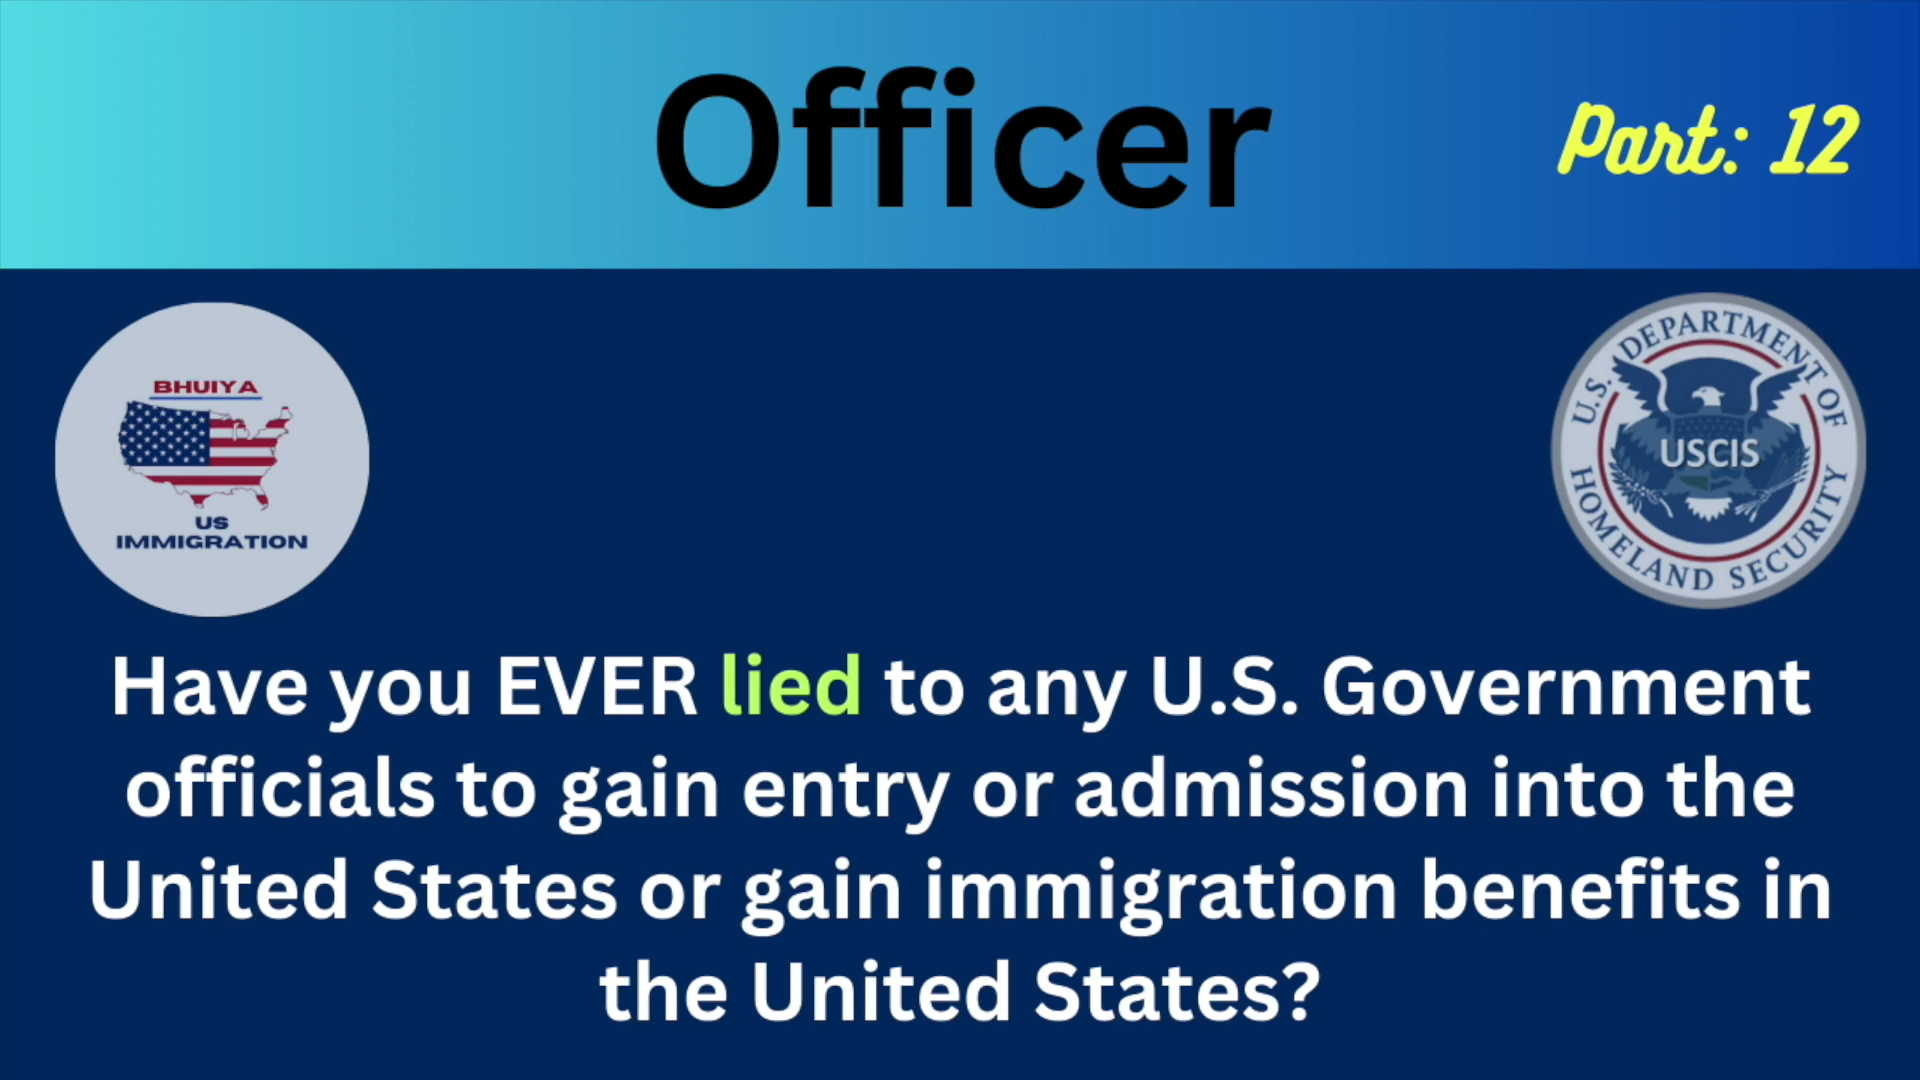 Officer
Part: 12
BHUIYA
US
IMMIGRATION
U.S. DEPARTMENT OF
USCIS
HOMELAND SECURITY
Have you EVER lied to any U.S. Government
officials to gain entry or admission into the
United States or gain immigration benefits in
the United States?